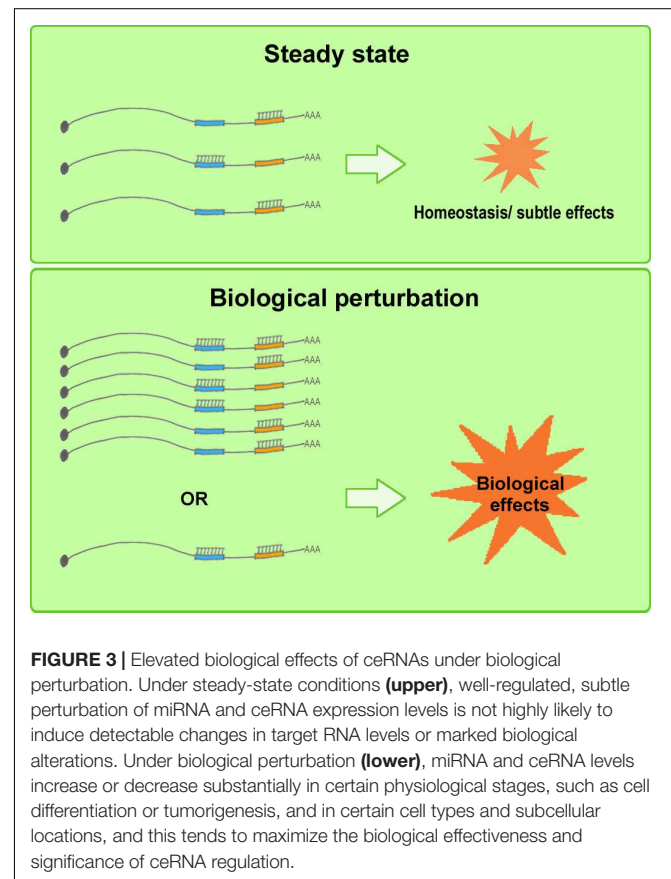 Steady state
AAA
AAA
AAA
Homeostasis/ subtle effects
Biological perturbation
AAA
AAA
AAA
AAA
AAA
AAA
Biological
effects
OR
AAA
FIGURE 3 | Elevated biological effects of ceRNAs under biological
perturbation. Under steady-state conditions (upper), well-regulated, subtle
perturbation of miRNA and ceRNA expression levels is not highly likely to
induce detectable changes in target RNA levels or marked biological
alterations. Under biological perturbation (lower), miRNA and ceRNA levels
increase or decrease substantially in certain physiological stages, such as cell
differentiation or tumorigenesis, and in certain cell types and subcellular
locations, and this tends to maximize the biological effectiveness and
significance of ceRNA regulation.